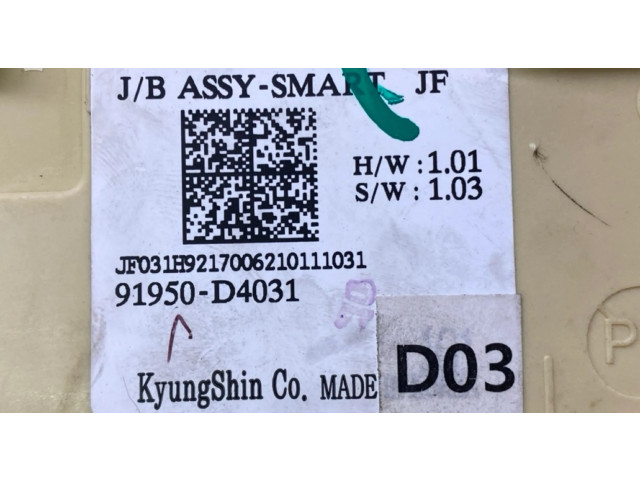 J/B ASSY-SMART JF
H/W : 1.01
S/W : 1.03
JF031H9217006210111031
91950-D4031
KyungShin Co. MADE
D03
P